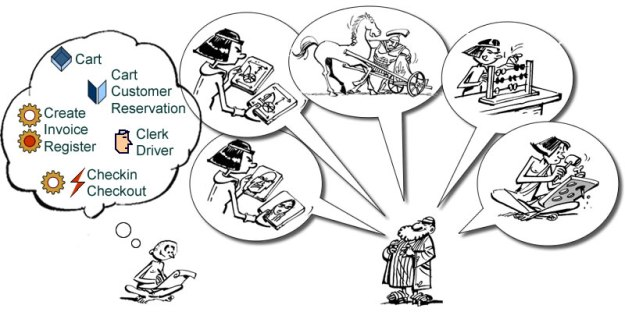 Cart
Cart
Customer
Reservation
Create
Invoice
Register
Clerk
Driver
Checkin
Checkout